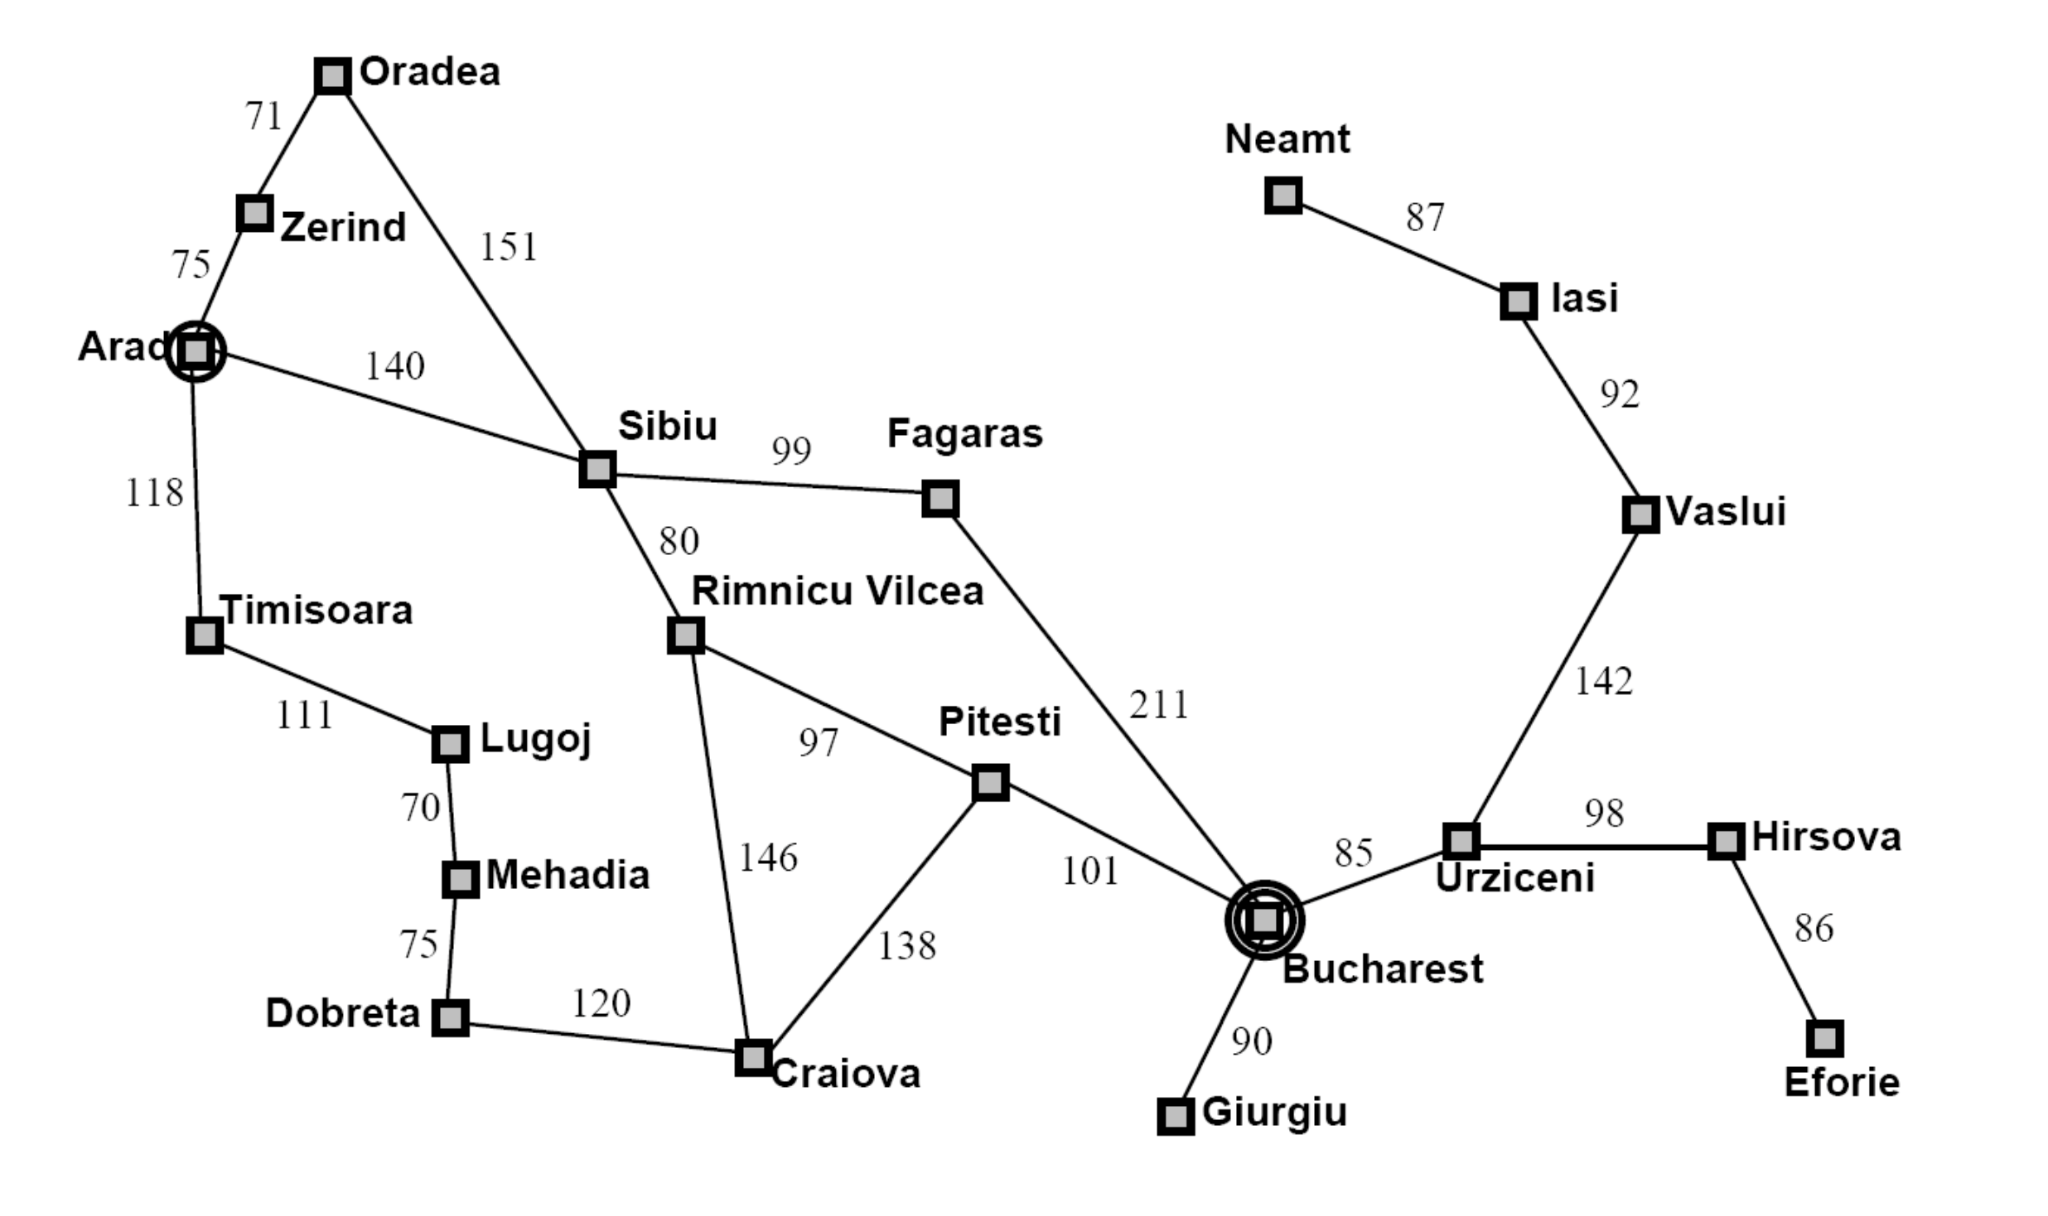 Oradea
71
Neamt
87
Zerind
151
75
Iasi
Arad
140
92
Sibiu
Fagaras
99
118
Vaslui
80
Rimnicu Vilcea
Timisoara
142
211
111
Pitesti
Lugoj
97
70
98
Hirsova
85
146
101
Mehadia
Urziceni
86
75
138
Bucharest
Dobreta
120
90
Craiova
Eforie
Giurgiu